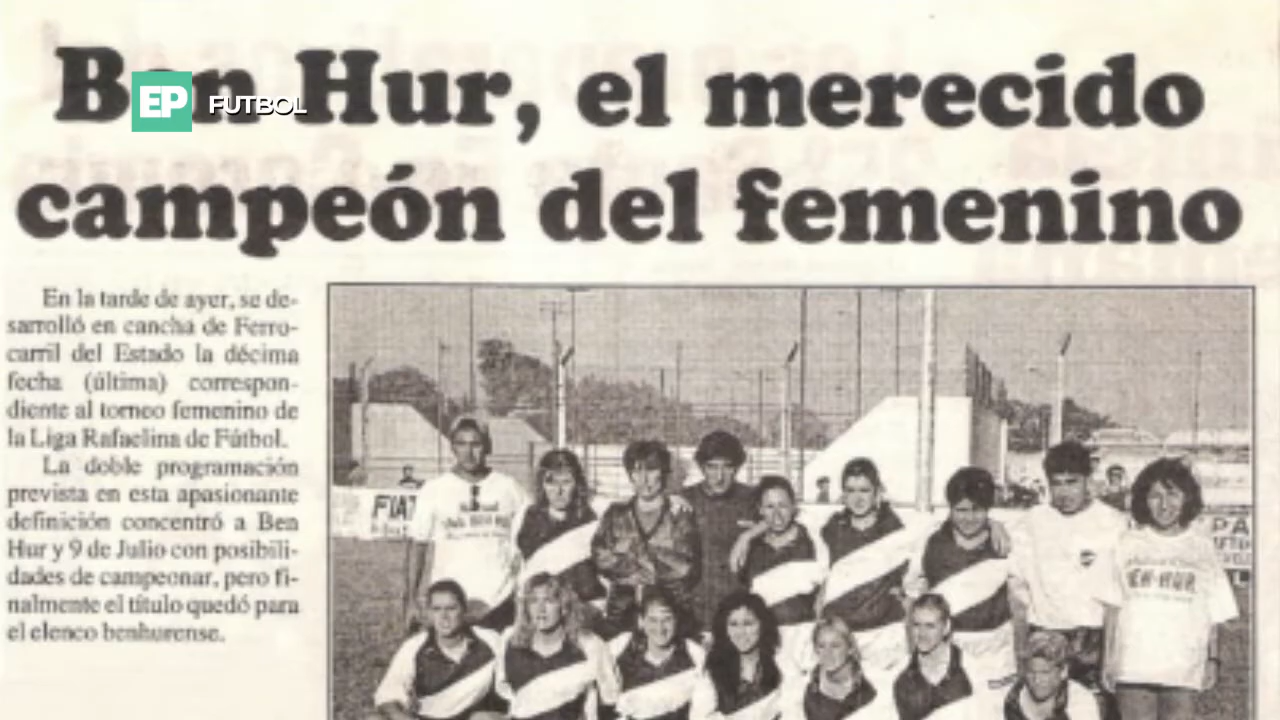 Ben Hur, el merecido
campeón del femenino
EP FUTBOL
En la tarde de ayer, se de-
sarrolló en cancha de Ferro-
carril del Estado la décima
fecha (última) correspon-
diente al torneo femenino de
la Liga Rafaelina de Fútbol.
La doble programación
prevista en esta apasionante
definición concentró a Ben
Hur y 9 de Julio con posibili-
dades de campeonar, pero fi-
nalmente el título quedó para
el elenco benhurense.
FIAT
BEN HUR